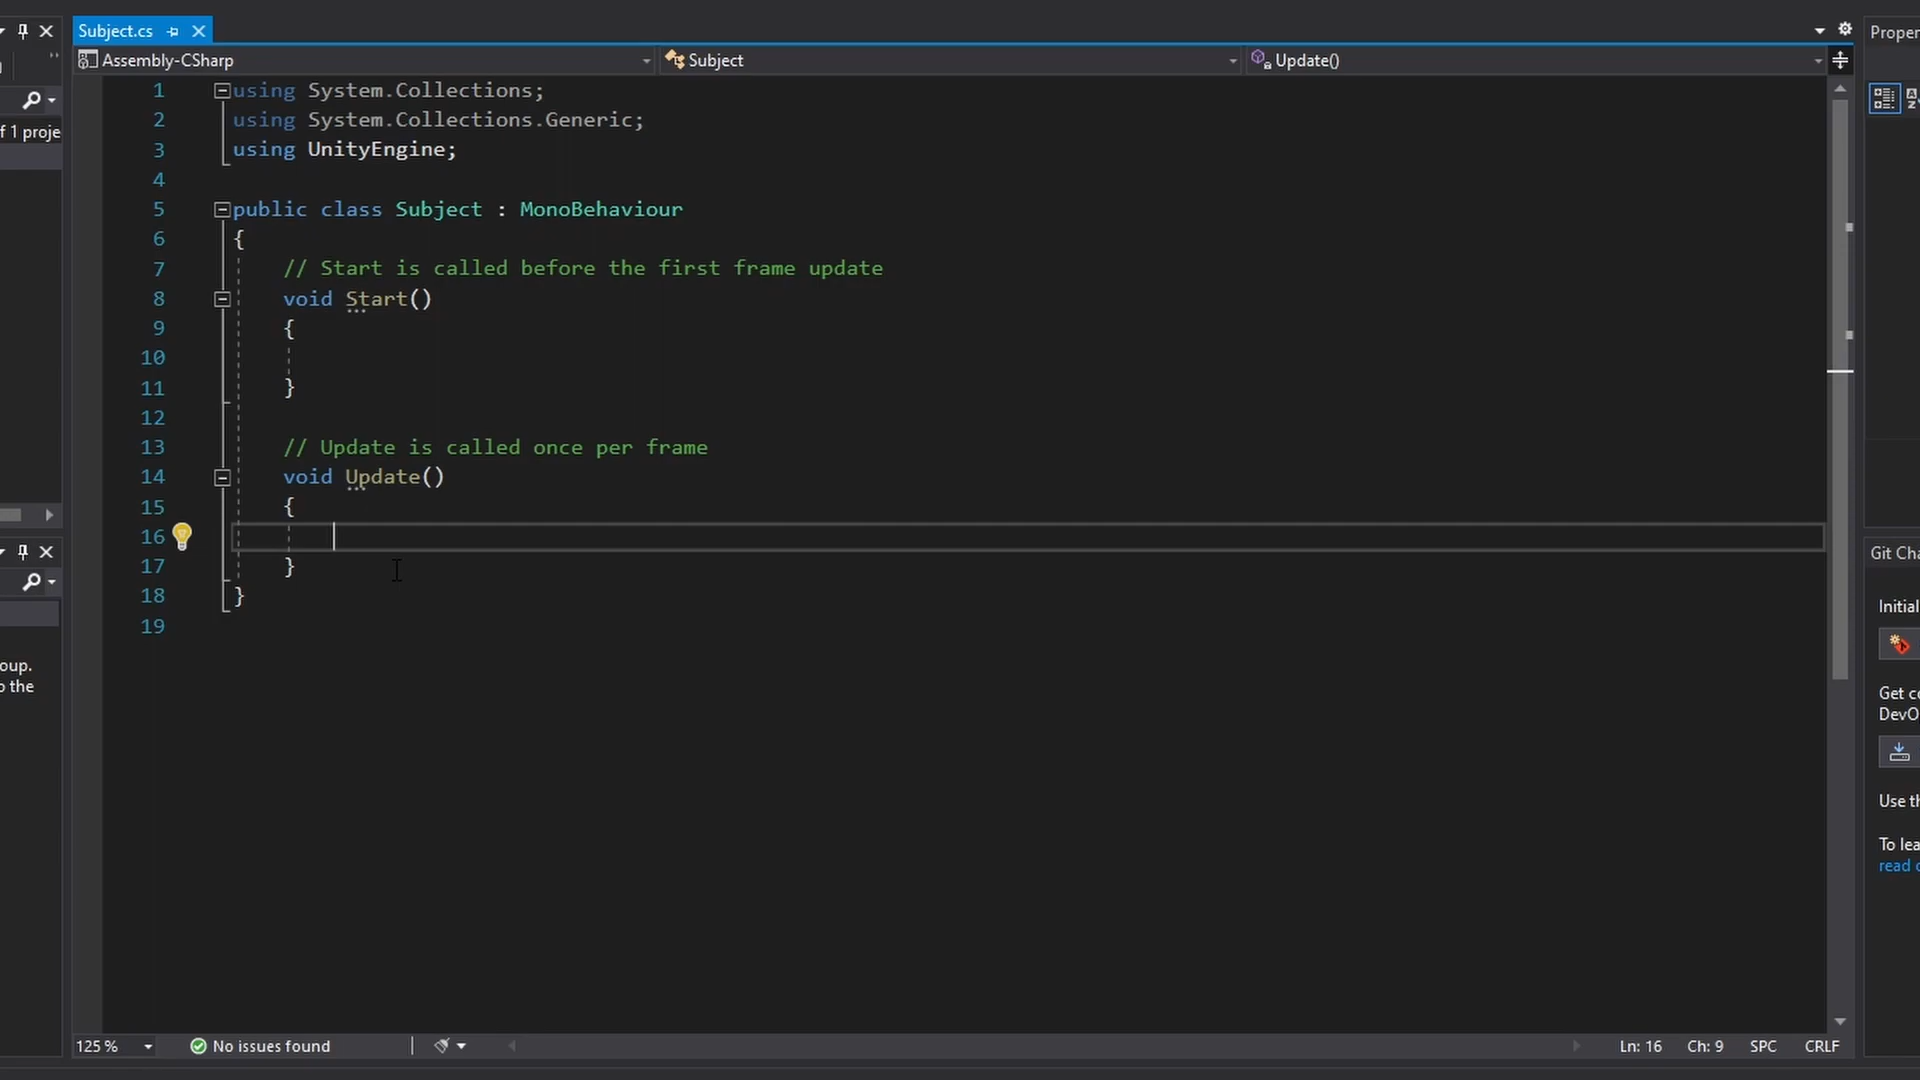 Subject.cs
Proper
Assembly-CSharp
Subject
Update()
1 using System.Collections;
2 using System.Collections.Generic;
3 using UnityEngine;
4
5 public class Subject : MonoBehaviour
6 {
7 // Start is called before the first frame update
8 void Start()
9 {
10
11 }
12
13 // Update is called once per frame
14 void Update()
15 {
16
17 }
18 }
19
f 1 proje
oup.
o the
Git Cha
Initial
Get co
DevO
Use th
To lea
read o
125 %
No issues found
Ln: 16
Ch: 9
SPC
CRLF